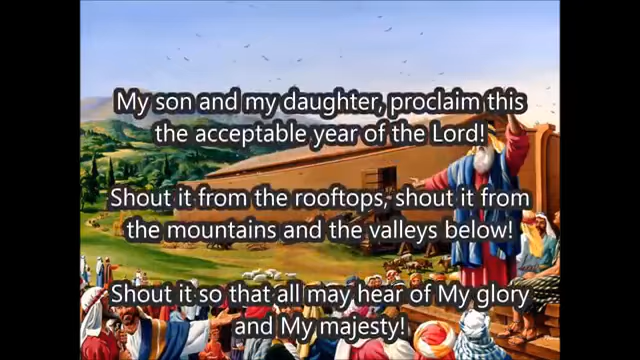 My son and my daughter, proclaim this
the acceptable year of the Lord!
Shout it from the rooftops, shout it from
the mountains and the valleys below!
Shout it so that all may hear of My glory
and My majesty!